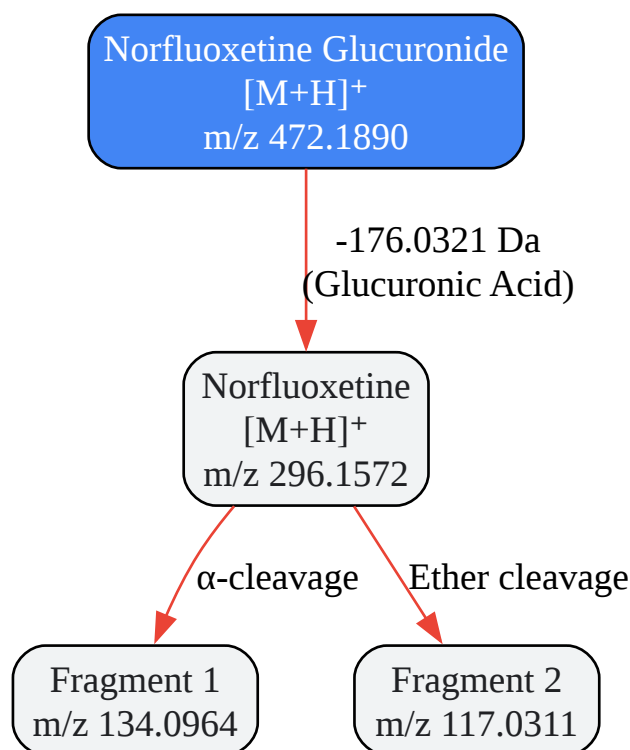 Norfluoxetine Glucuronide
[M+H]⁺
m/z 472.1890
-176.0321 Da
(Glucuronic Acid)
Norfluoxetine
[M+H]⁺
m/z 296.1572
α-cleavage
Ether cleavage
Fragment 1
m/z 134.0964
Fragment 2
m/z 117.0311